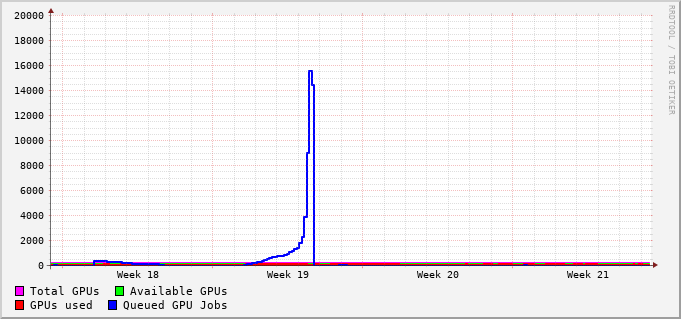 20000
18000
16000
14000
12000
10000
8000
6000
4000
2000
0
Week 18 Week 19 Week 20 Week 21
Total GPUs Available GPUs
GPUs used Queued GPU Jobs
RRDTOOL / TOBI OETIKER